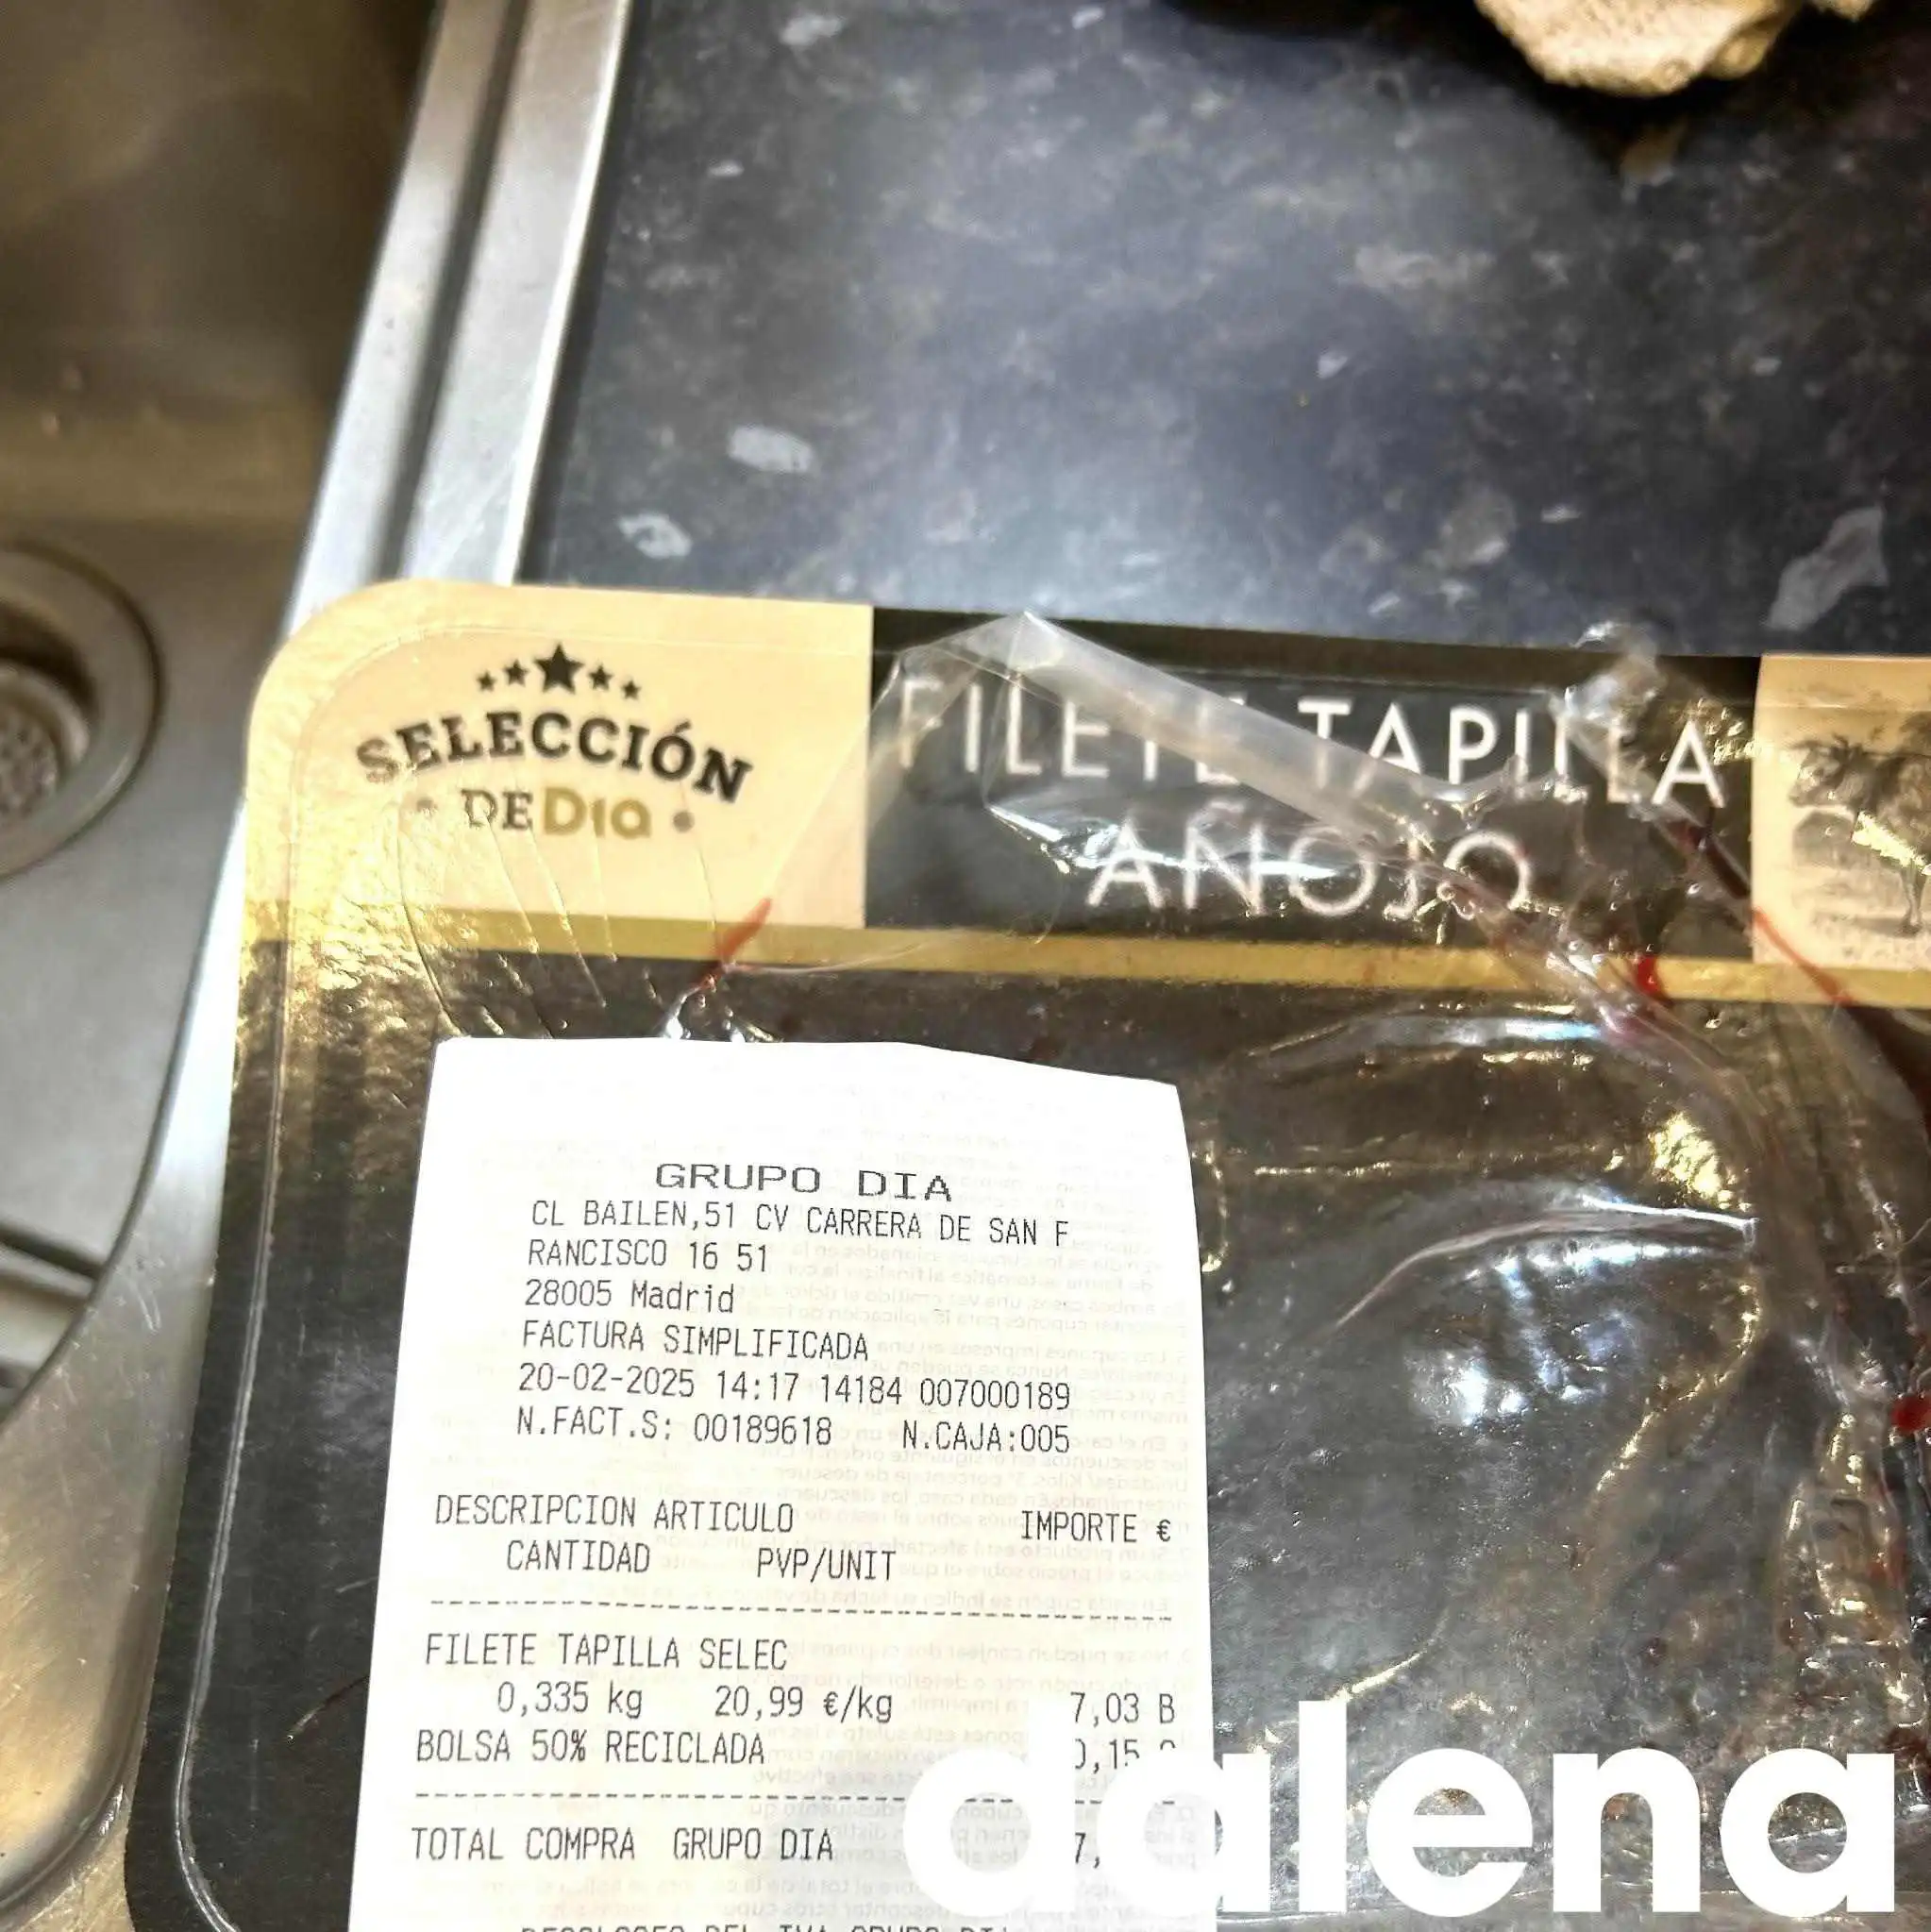 SELECCIÓN
DE Dia
FILETE TAPILLA
AÑOJO
GRUPO DIA
CL BAILEN,51 CV CARRERA DE SAN F
RANCISCO 16 51
28005 Madrid
FACTURA SIMPLIFICADA
20-02-2025 14:17 14184 007000189
N.FACT.S: 00189618 N.CAJA:005
DESCRIPCION ARTICULO IMPORTE €
CANTIDAD PVP/UNIT
FILETE TAPILLA SELEC
0,335 kg 20,99 €/kg 7,03 B
BOLSA 50% RECICLADA 0,15
TOTAL COMPRA GRUPO DIA 7,
dalena